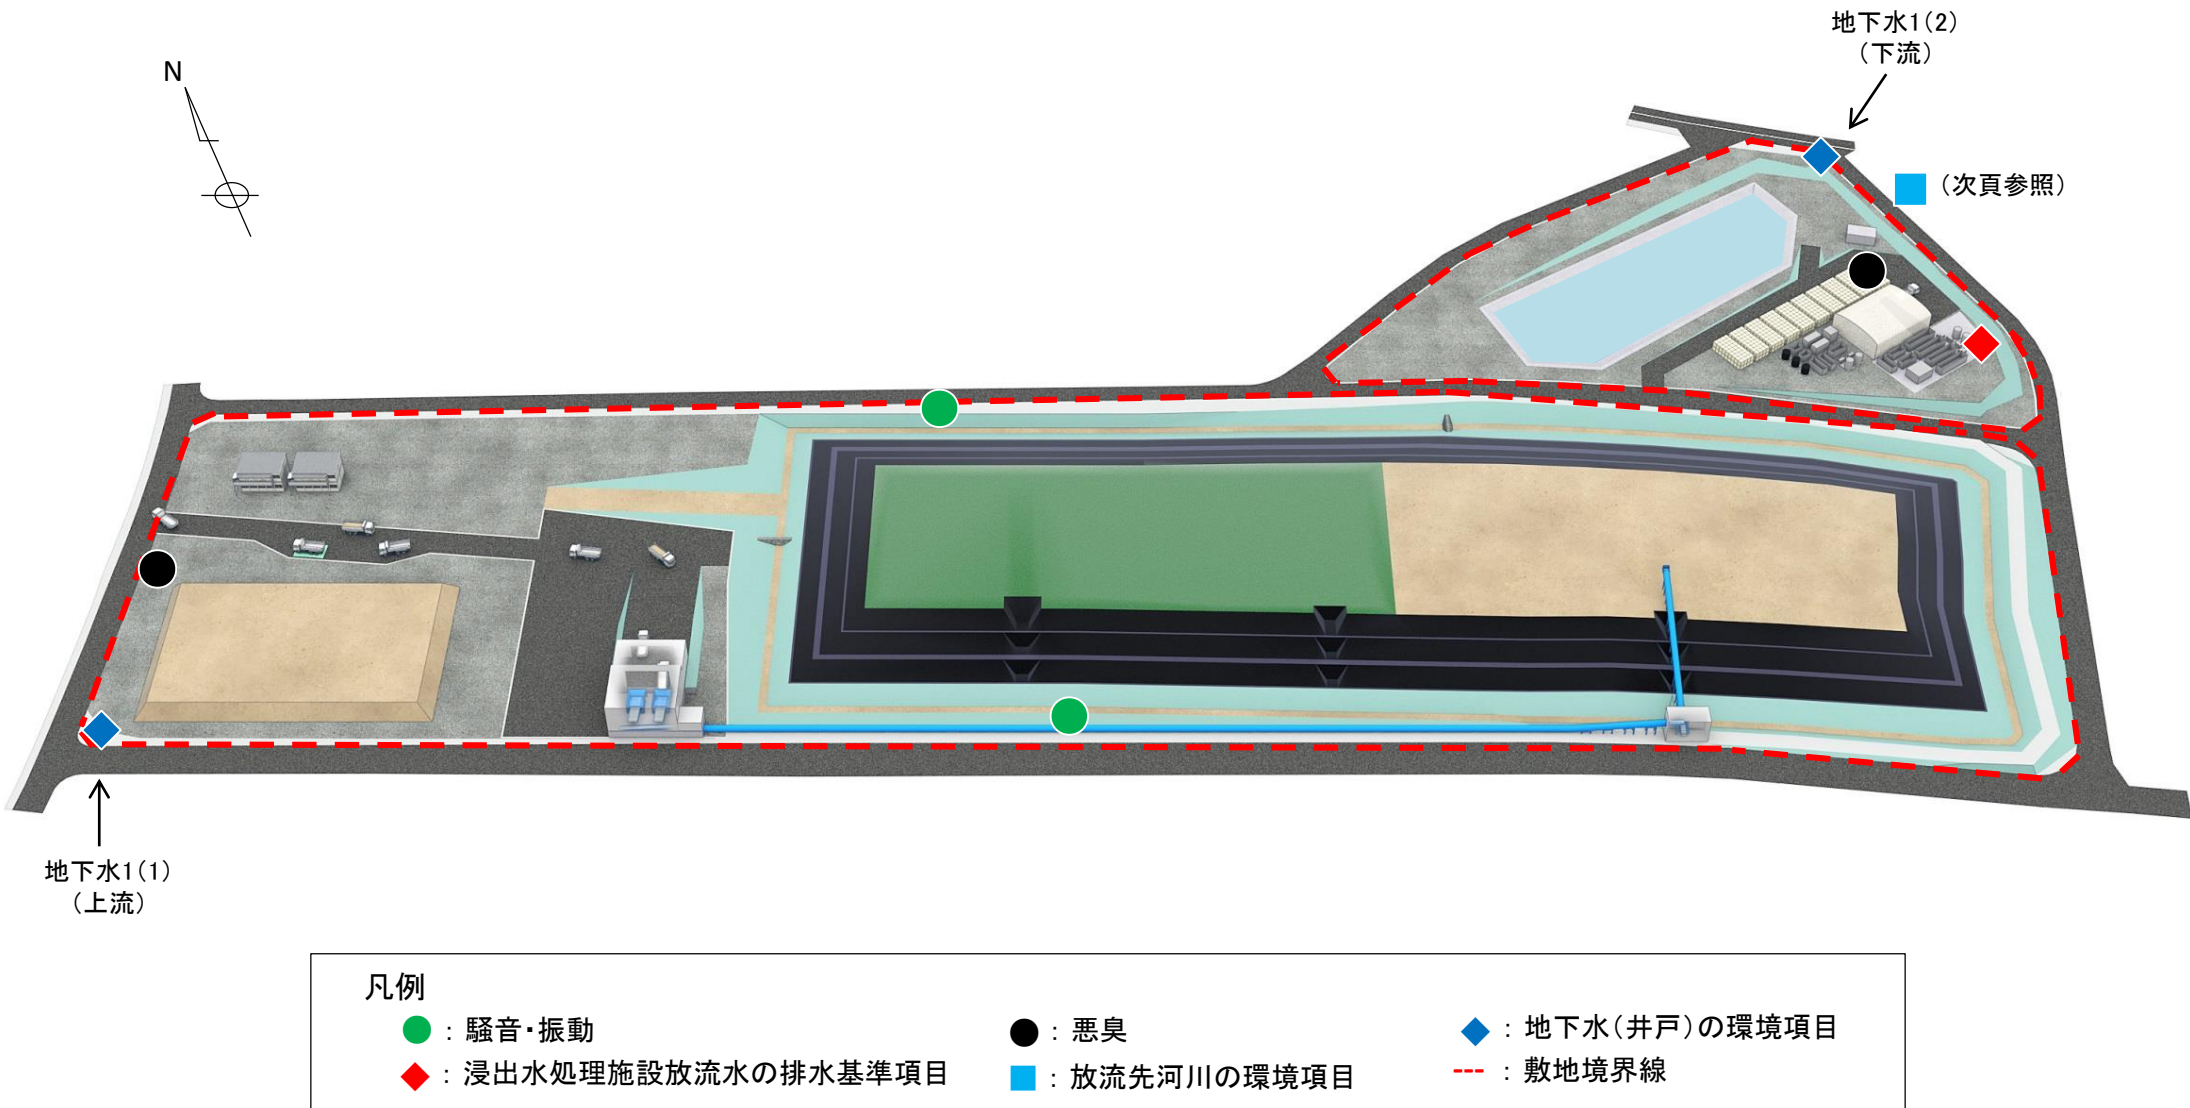 地下水1(2)
(下流)
N
(次頁参照)
地下水1(1)
(上流)
凡例
:騒音・振動
:悪臭
:地下水(井戸)の環境項目
:浸出水処理施設放流水の排水基準項目
:放流先河川の環境項目
:敷地境界線